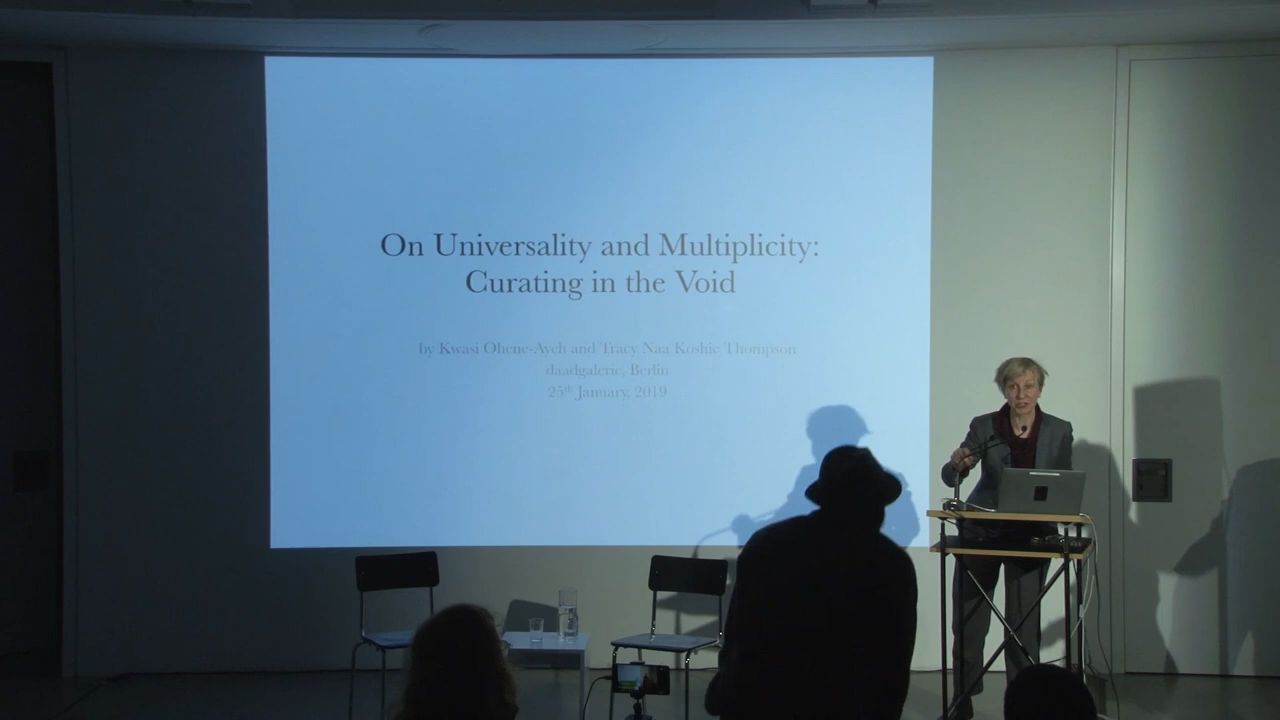 On Universality and Multiplicity:
Curating in the Void
by Kwasi Ohene-Ayeh and Tracy Naa Koshie Thompson
daadgalerie, Berlin
25th January, 2019